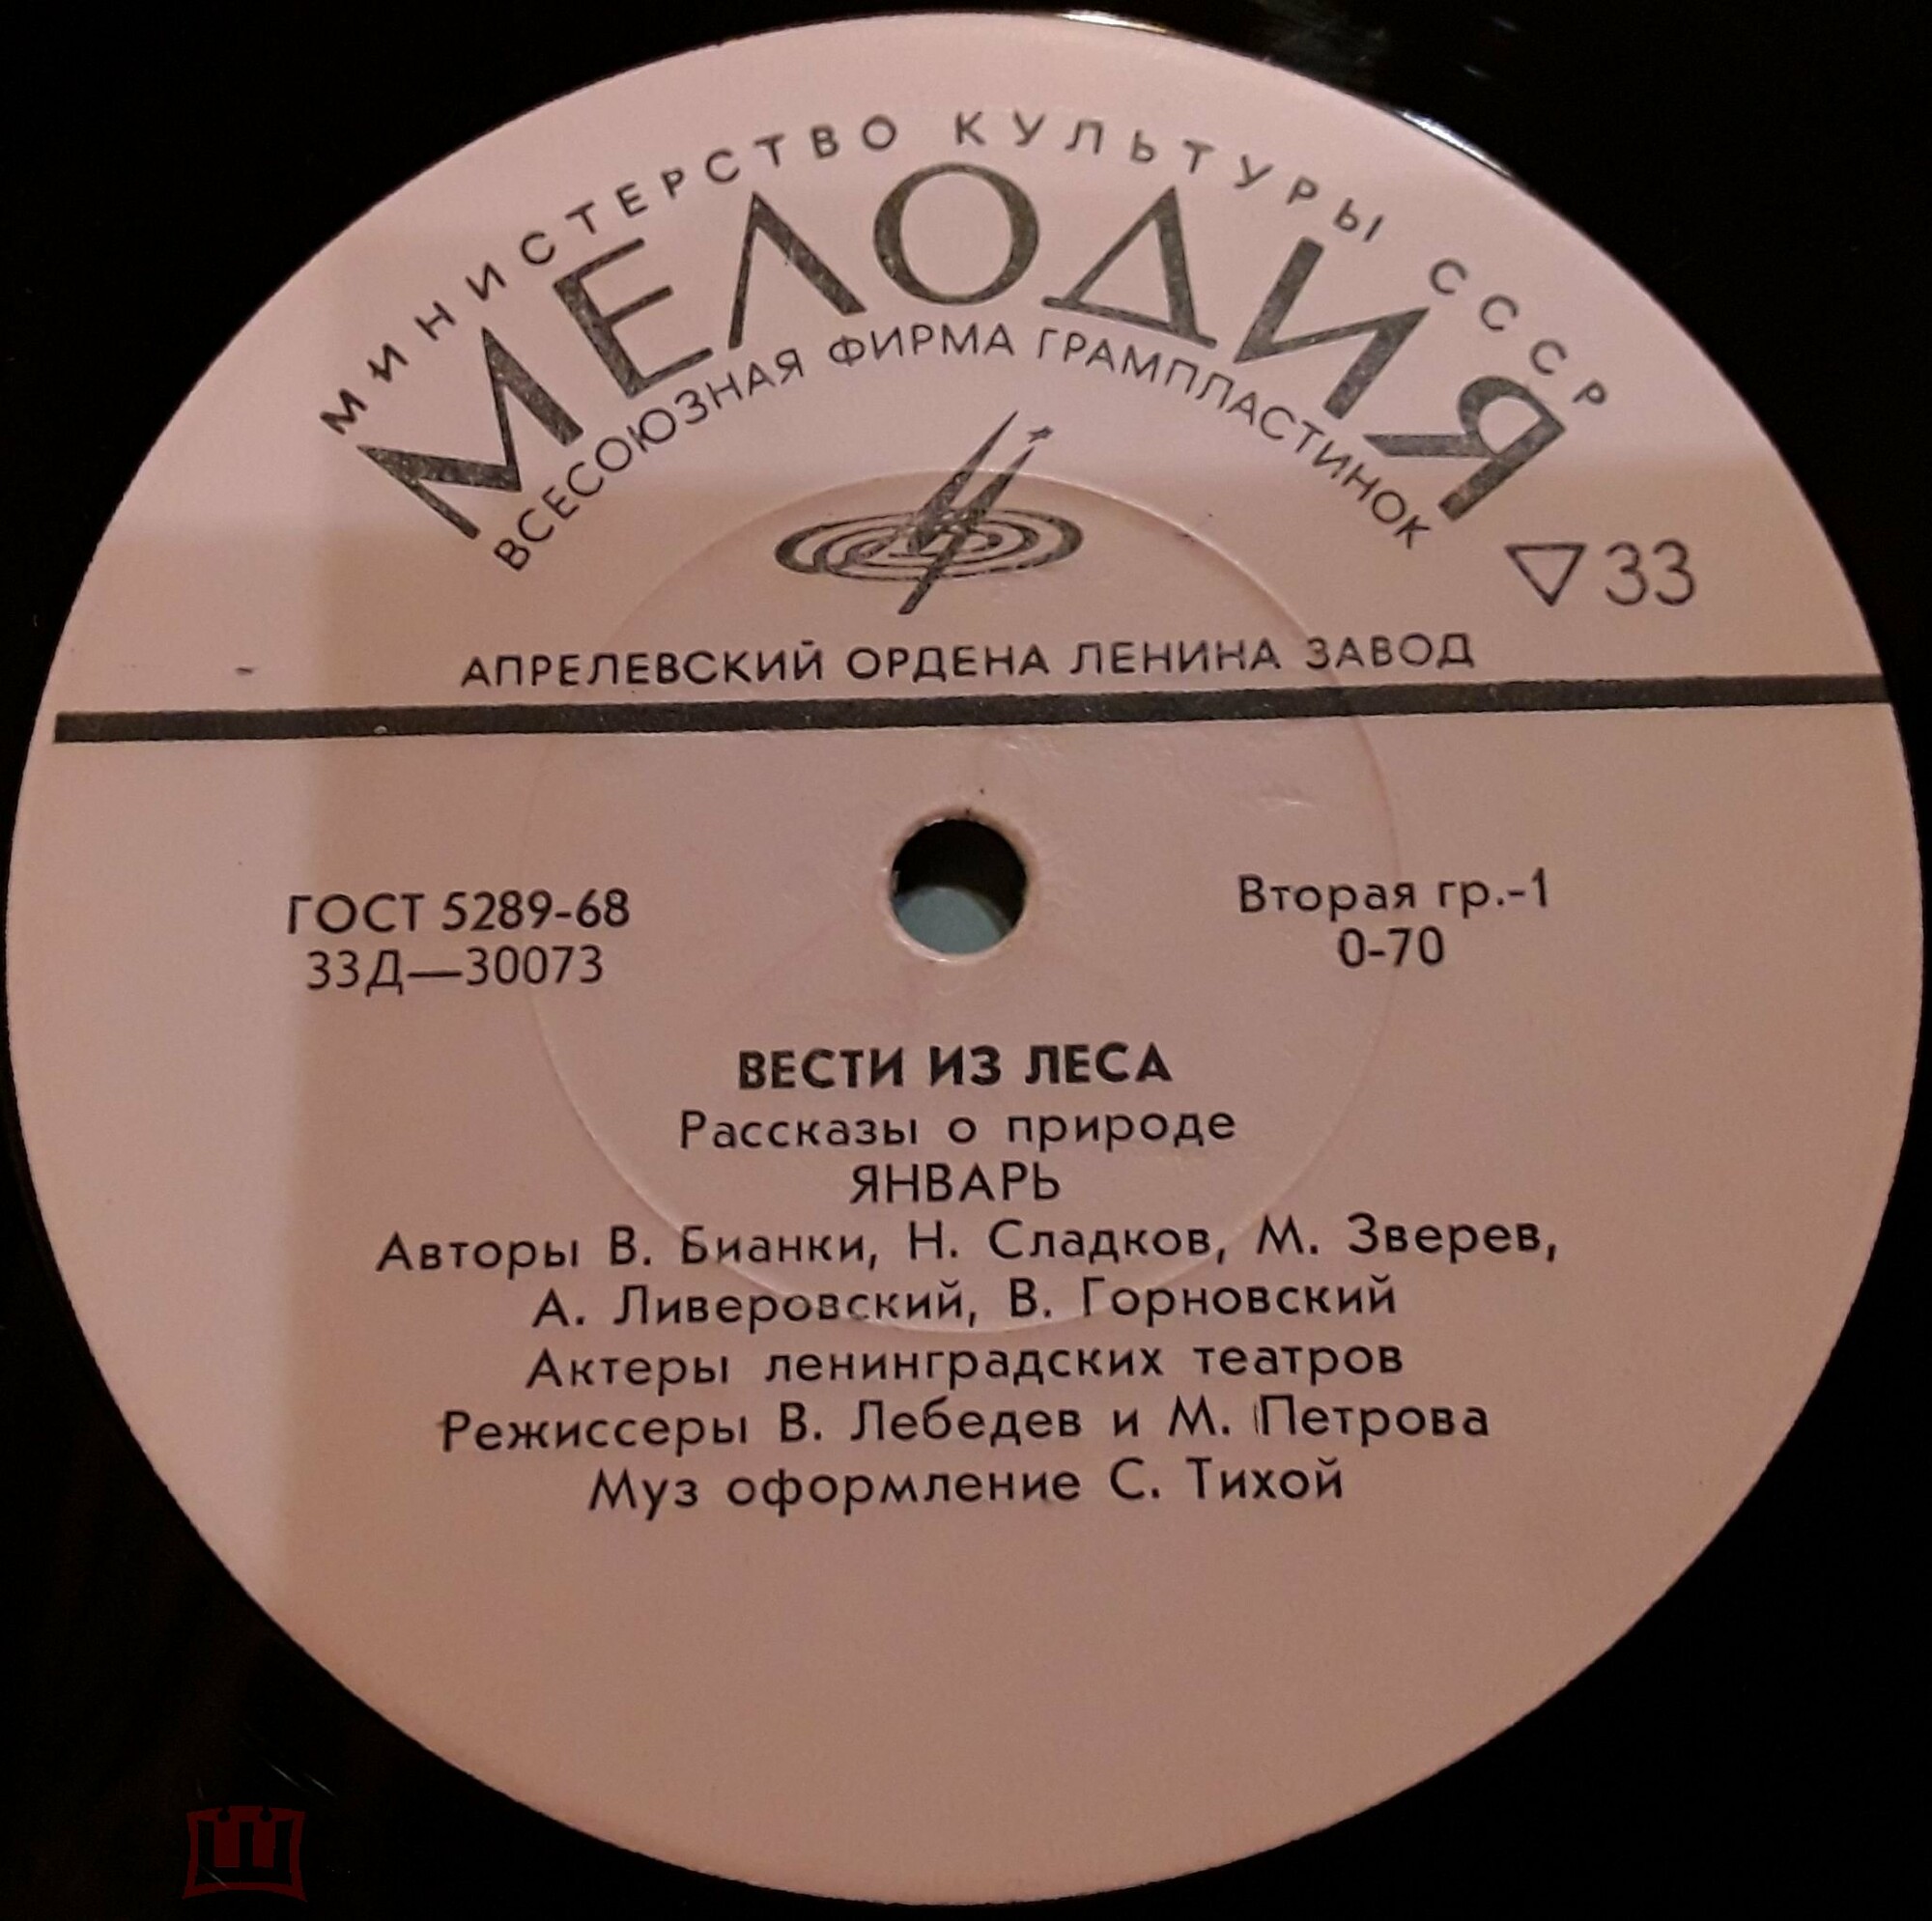 МИНИСТЕРСТВО КУЛЬТУРЫ СССР
МЕЛОДИЯ
ВСЕСОЮЗНАЯ ФИРМА ГРАМПЛАСТИНОК
33
АПРЕЛЕВСКИЙ ОРДЕНА ЛЕНИНА ЗАВОД
ГОСТ 5289-68
33Д—30073
Вторая гр.-1
0-70
ВЕСТИ ИЗ ЛЕСА
Рассказы о природе
ЯНВАРЬ
Авторы В. Бианки, Н. Сладков, М. Зверев,
А. Ливеровский, В. Горновский
Актеры ленинградских театров
Режиссеры В. Лебедев и М. Петрова
Муз оформление С. Тихой